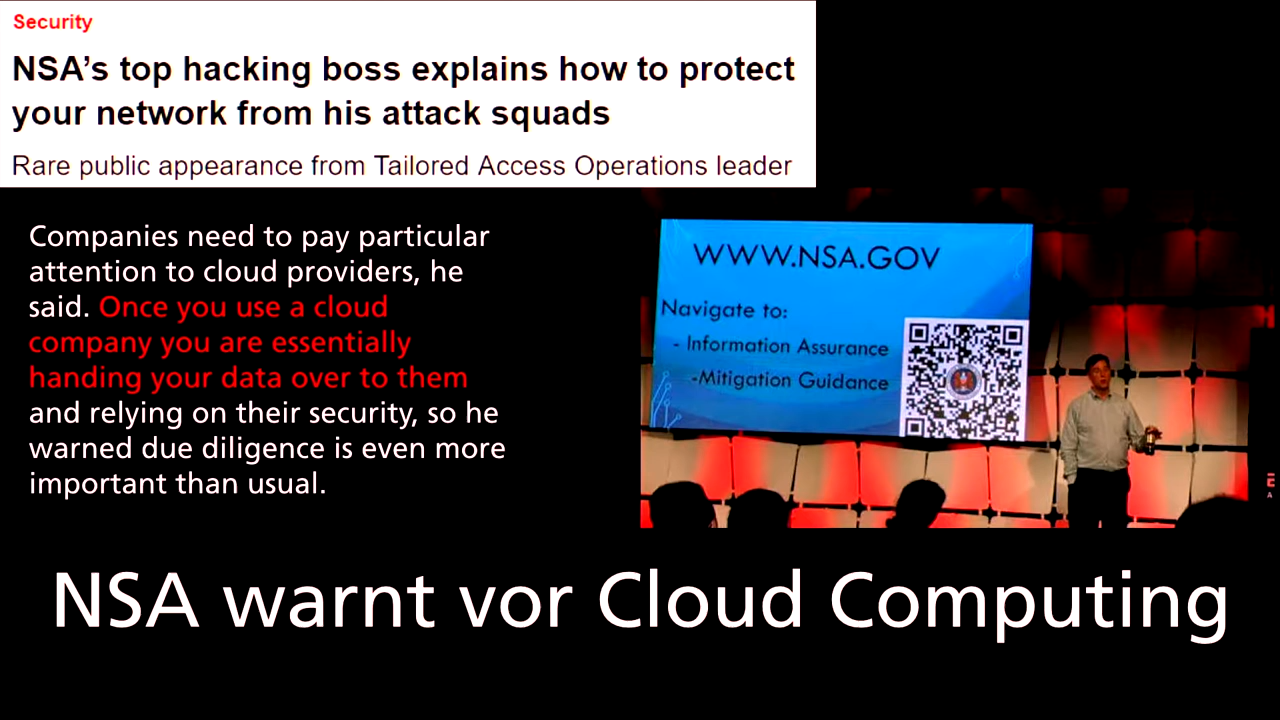 Security
NSA’s top hacking boss explains how to protect
your network from his attack squads
Rare public appearance from Tailored Access Operations leader
Companies need to pay particular
attention to cloud providers, he
said. Once you use a cloud
company you are essentially
handing your data over to them
and relying on their security, so he
warned due diligence is even more
important than usual.
WWW.NSA.GOV
Navigate to:
- Information Assurance
-Mitigation Guidance
E
A
NSA warnt vor Cloud Computing